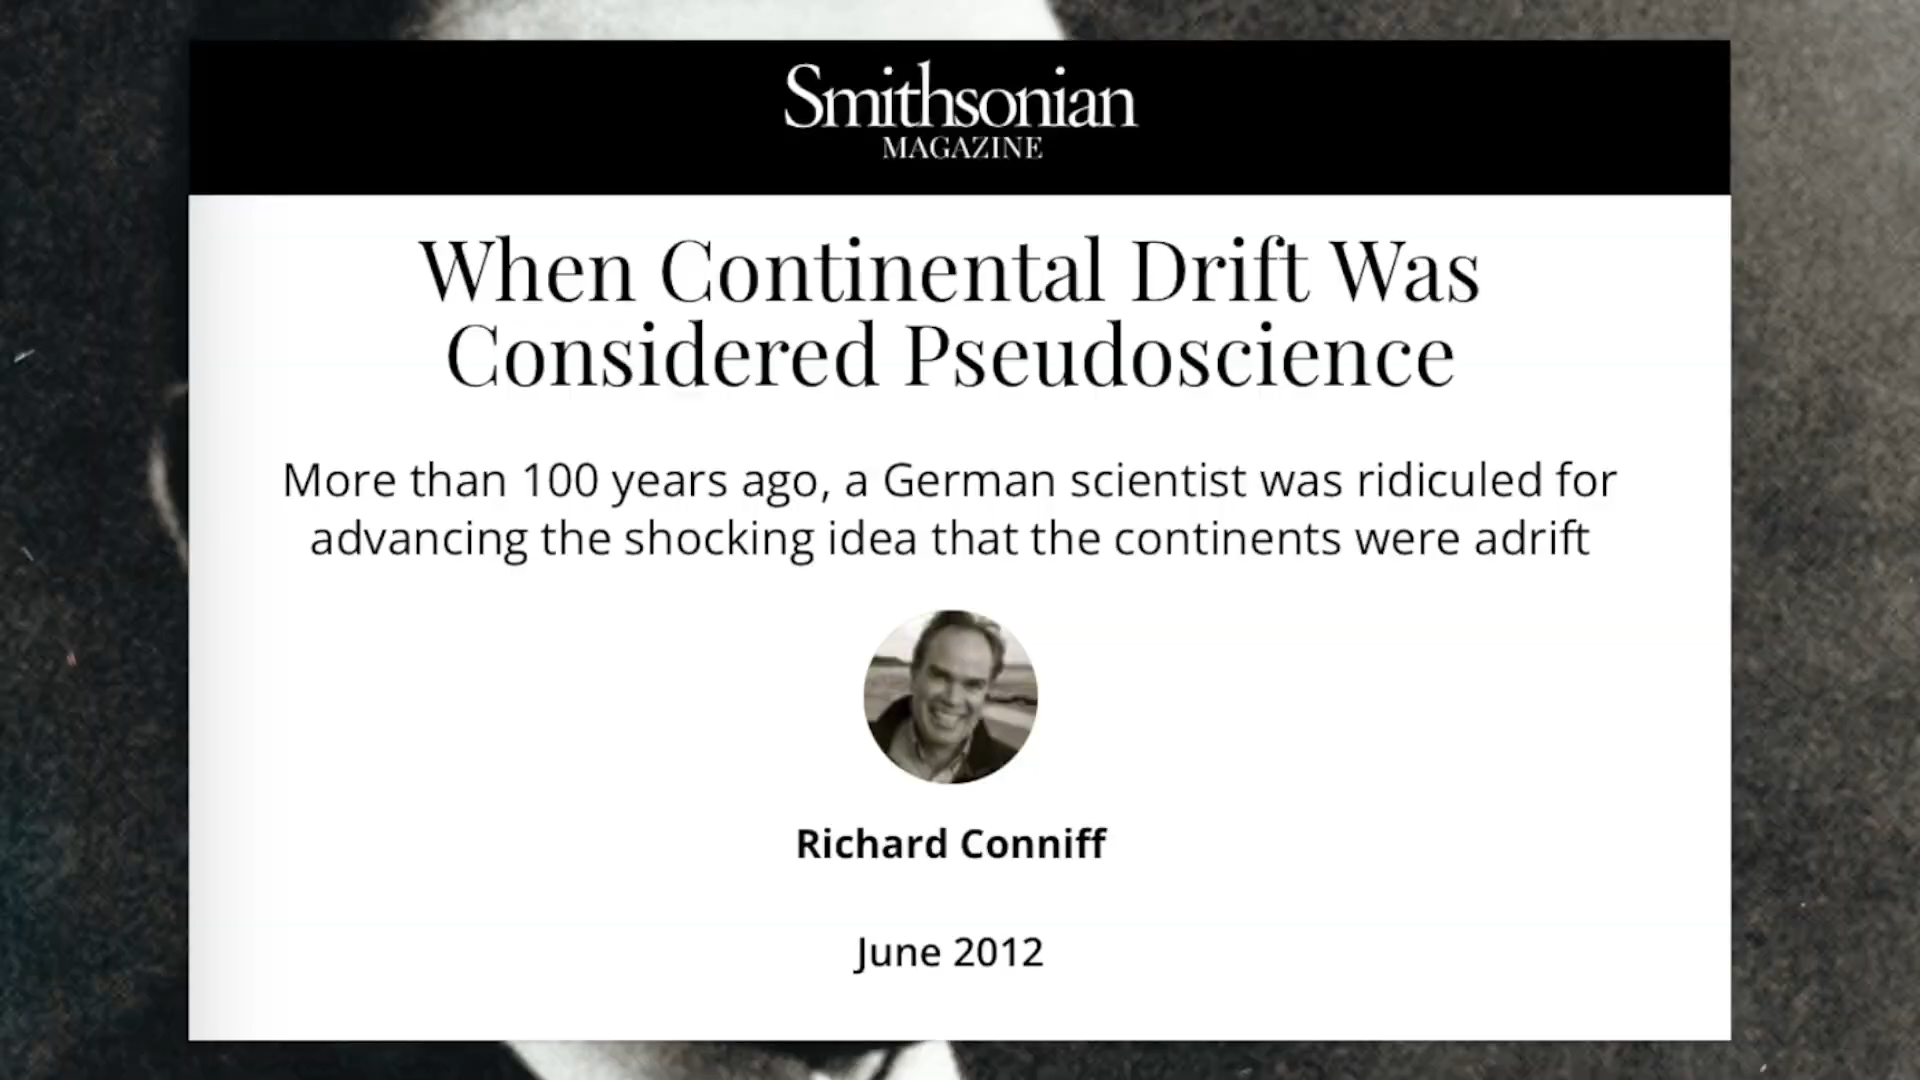 Smithsonian
MAGAZINE
When Continental Drift Was
Considered Pseudoscience
More than 100 years ago, a German scientist was ridiculed for
advancing the shocking idea that the continents were adrift
Richard Conniff
June 2012